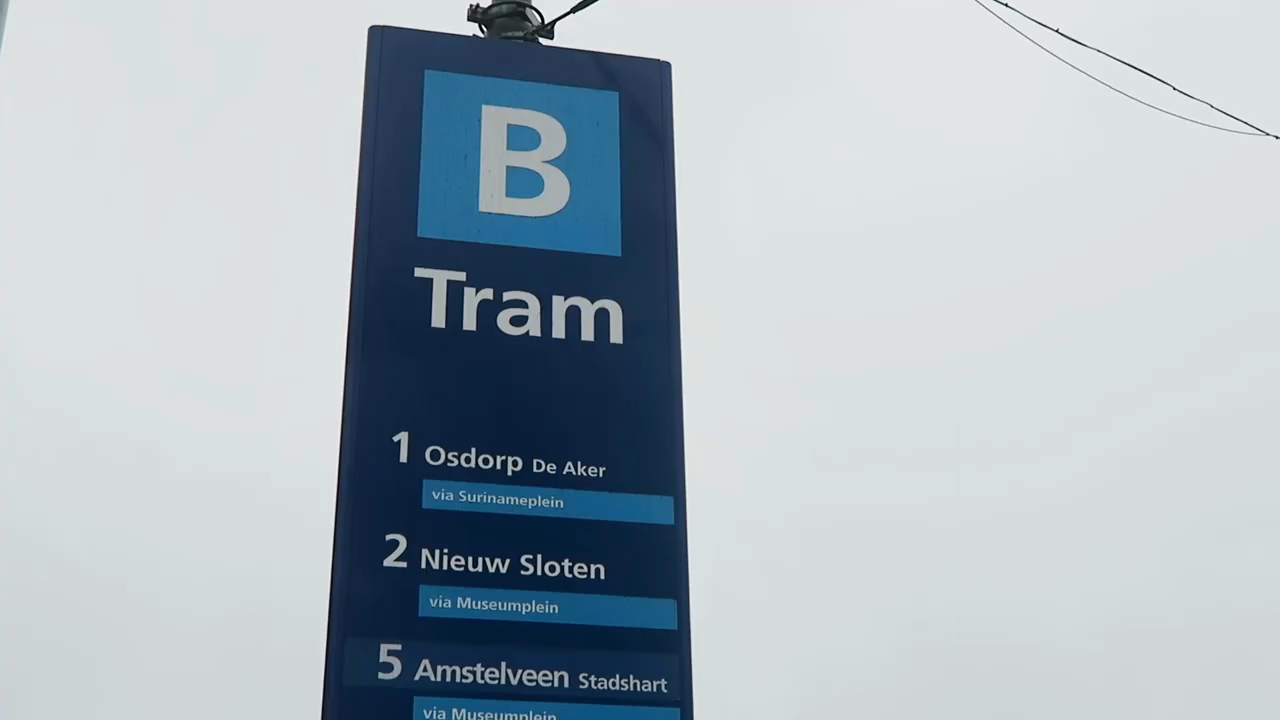 B
Tram
1 Osdorp De Aker
via Surinameplein
2 Nieuw Sloten
via Museumplein
5 Amstelveen Stadshart
via Museumplein